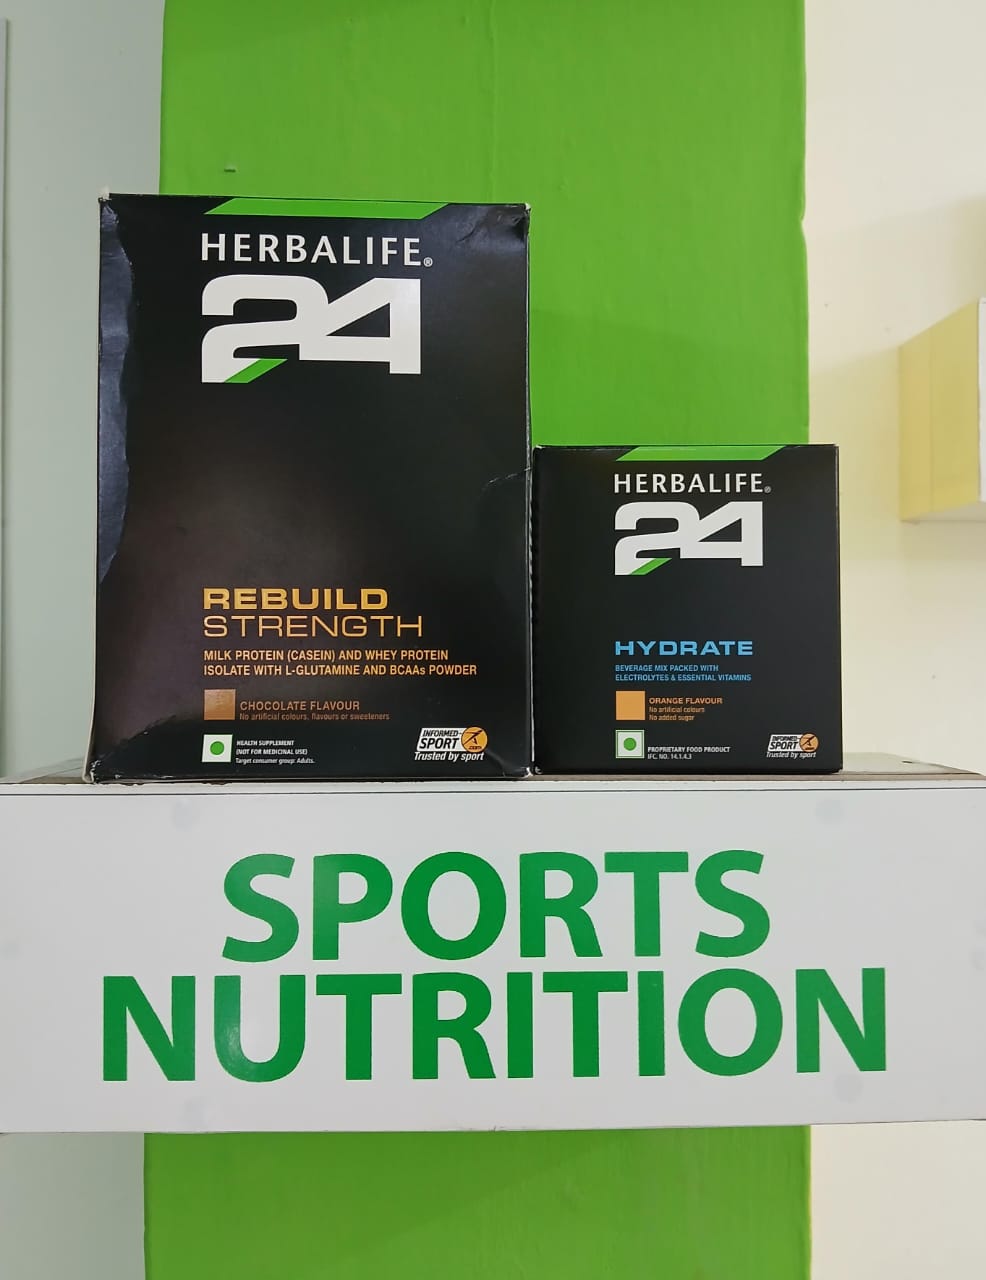 HERBALIFE®
24
REBUILD
STRENGTH
MILK PROTEIN (CASEIN) AND WHEY PROTEIN
ISOLATE WITH L-GLUTAMINE AND BCAAs POWDER
CHOCOLATE FLAVOUR
No artificial colours, flavours or sweeteners
HEALTH SUPPLEMENT
(NOT FOR MEDICINAL USE)
Target consumer group: Adults.
INFORMED-
SPORT
.com
Trusted by sport
HERBALIFE®
24
HYDRATE
BEVERAGE MIX PACKED WITH
ELECTROLYTES & ESSENTIAL VITAMINS
ORANGE FLAVOUR
No artificial colours
No added sugar
PROPRIETARY FOOD PRODUCT
IFC. NO. 14.1.4.3
INFORMED-
SPORT
.com
Trusted by sport
SPORTS
NUTRITION